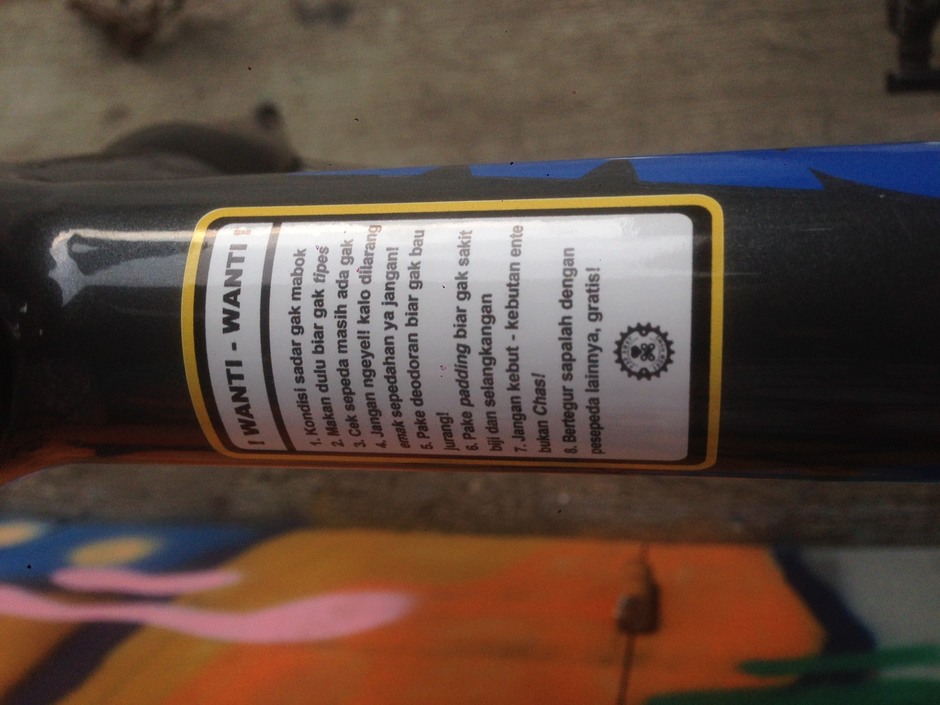 ! WANTI - WANTI !
1. Kondisi sadar gak mabok
2. Makan dulu biar gak tipes
3. Cek sepeda masih ada gak
4. Jangan ngeyel! kalo dilarang
emak sepedahan ya jangan!
5. Pake deodoran biar gak bau
jurang!
6. Pake padding biar gak sakit
biji dan selangkangan
7. Jangan kebut - kebutan ente
bukan Chas!
8. Bertegur sapalah dengan
pesepeda lainnya, gratis!